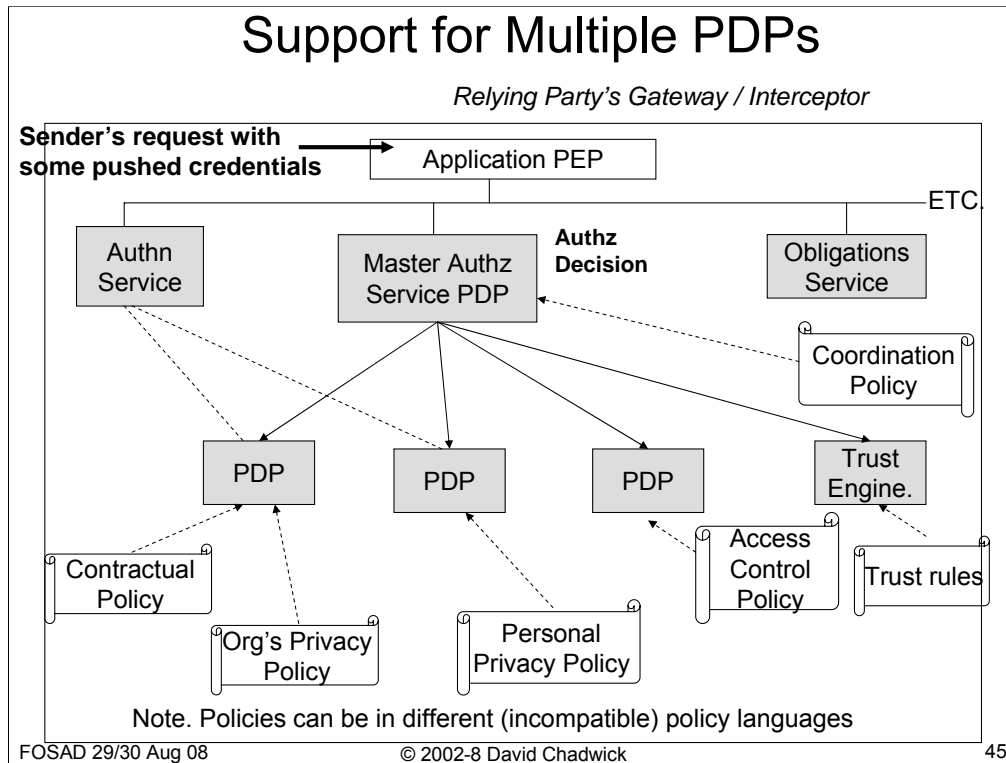 Support for Multiple PDPs
Relying Party's Gateway / Interceptor
Sender's request with
some pushed credentials
Application PEP
ETC.
Authn
Service
Master Authz
Service PDP
Authz
Decision
Obligations
Service
Coordination
Policy
PDP
PDP
PDP
Trust
Engine.
Contractual
Policy
Org's Privacy
Policy
Personal
Privacy Policy
Access
Control
Policy
Trust rules
Note. Policies can be in different (incompatible) policy languages
FOSAD 29/30 Aug 08
© 2002-8 David Chadwick
45